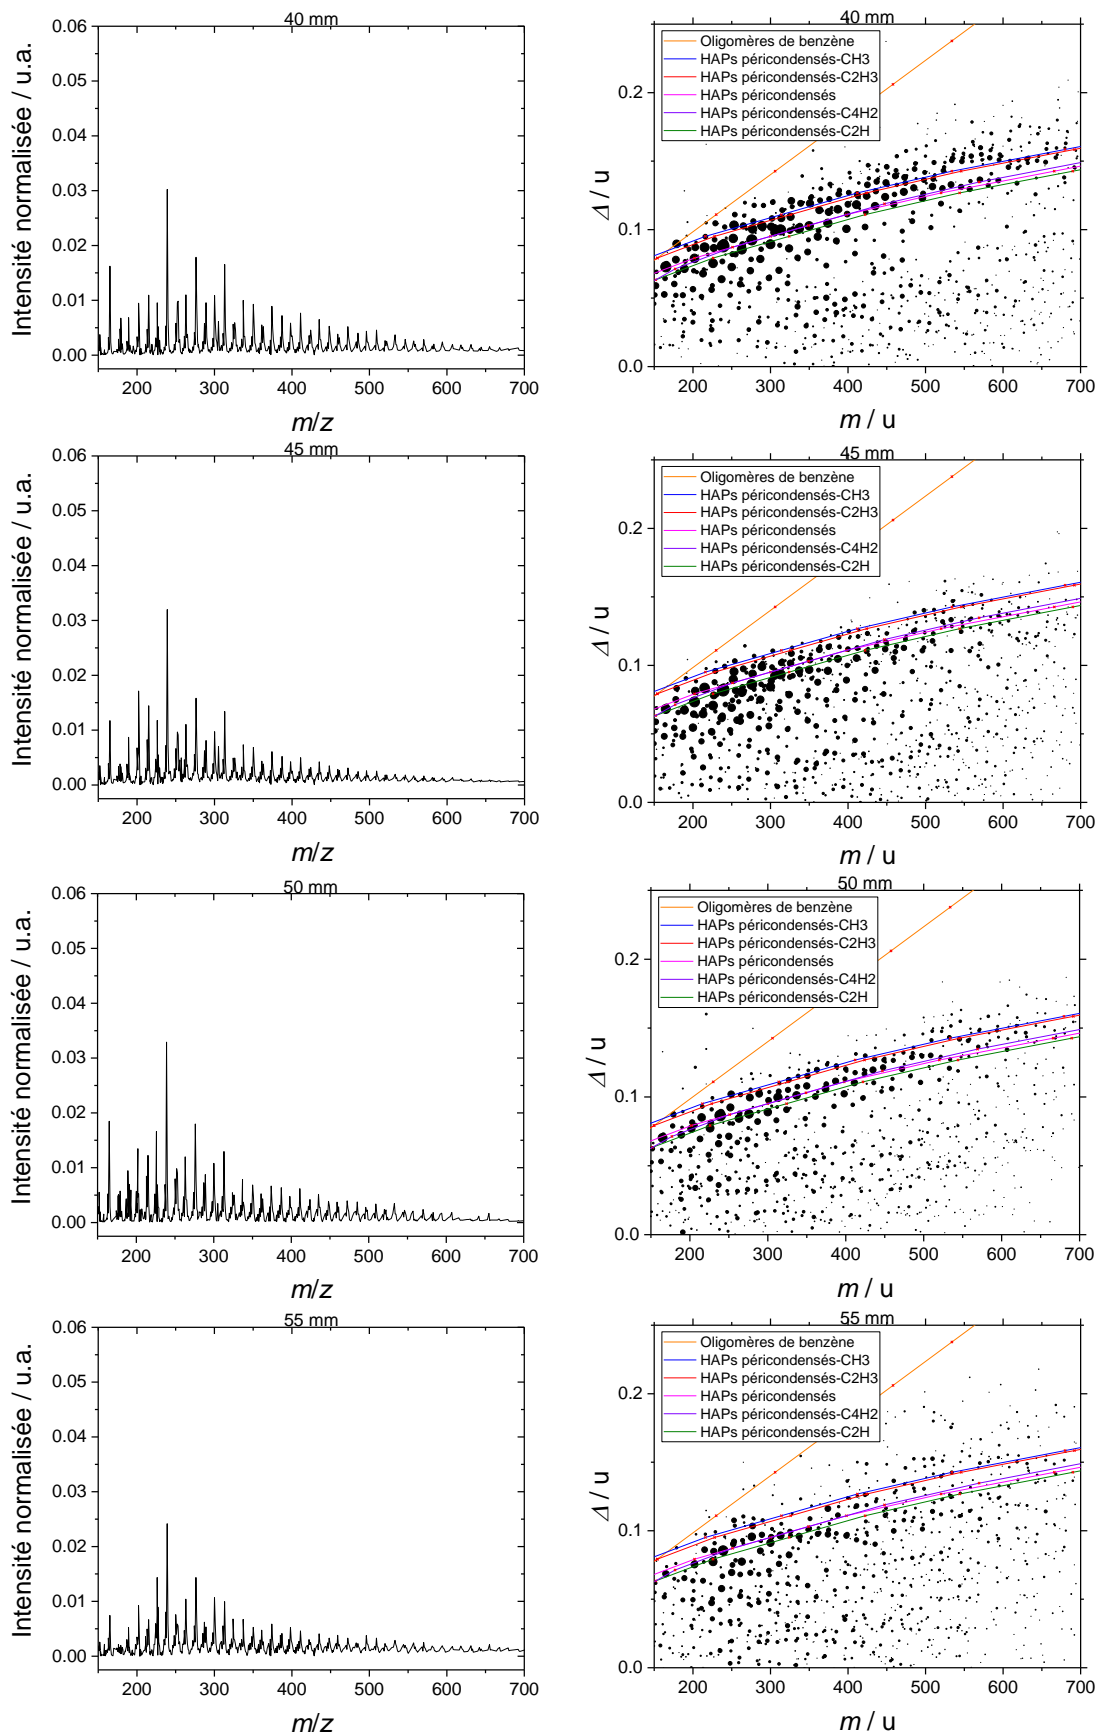 40 mm
Intensité normalisée / u.a.
0.06
0.05
0.04
0.03
0.02
0.01
0.00
200 300 400 500 600 700
m/z
40 mm
Oligomères de benzène
HAPs péricondensés-CH3
HAPs péricondensés-C2H3
HAPs péricondensés
HAPs péricondensés-C4H2
HAPs péricondensés-C2H
Δ / u
0.2
0.1
0.0
200 300 400 500 600 700
m / u
45 mm
Intensité normalisée / u.a.
0.06
0.05
0.04
0.03
0.02
0.01
0.00
200 300 400 500 600 700
m/z
45 mm
Oligomères de benzène
HAPs péricondensés-CH3
HAPs péricondensés-C2H3
HAPs péricondensés
HAPs péricondensés-C4H2
HAPs péricondensés-C2H
Δ / u
0.2
0.1
0.0
200 300 400 500 600 700
m / u
50 mm
Intensité normalisée / u.a.
0.06
0.05
0.04
0.03
0.02
0.01
0.00
200 300 400 500 600 700
m/z
50 mm
Oligomères de benzène
HAPs péricondensés-CH3
HAPs péricondensés-C2H3
HAPs péricondensés
HAPs péricondensés-C4H2
HAPs péricondensés-C2H
Δ / u
0.2
0.1
0.0
200 300 400 500 600 700
m / u
55 mm
Intensité normalisée / u.a.
0.06
0.05
0.04
0.03
0.02
0.01
0.00
200 300 400 500 600 700
m/z
55 mm
Oligomères de benzène
HAPs péricondensés-CH3
HAPs péricondensés-C2H3
HAPs péricondensés
HAPs péricondensés-C4H2
HAPs péricondensés-C2H
Δ / u
0.2
0.1
0.0
200 300 400 500 600 700
m / u